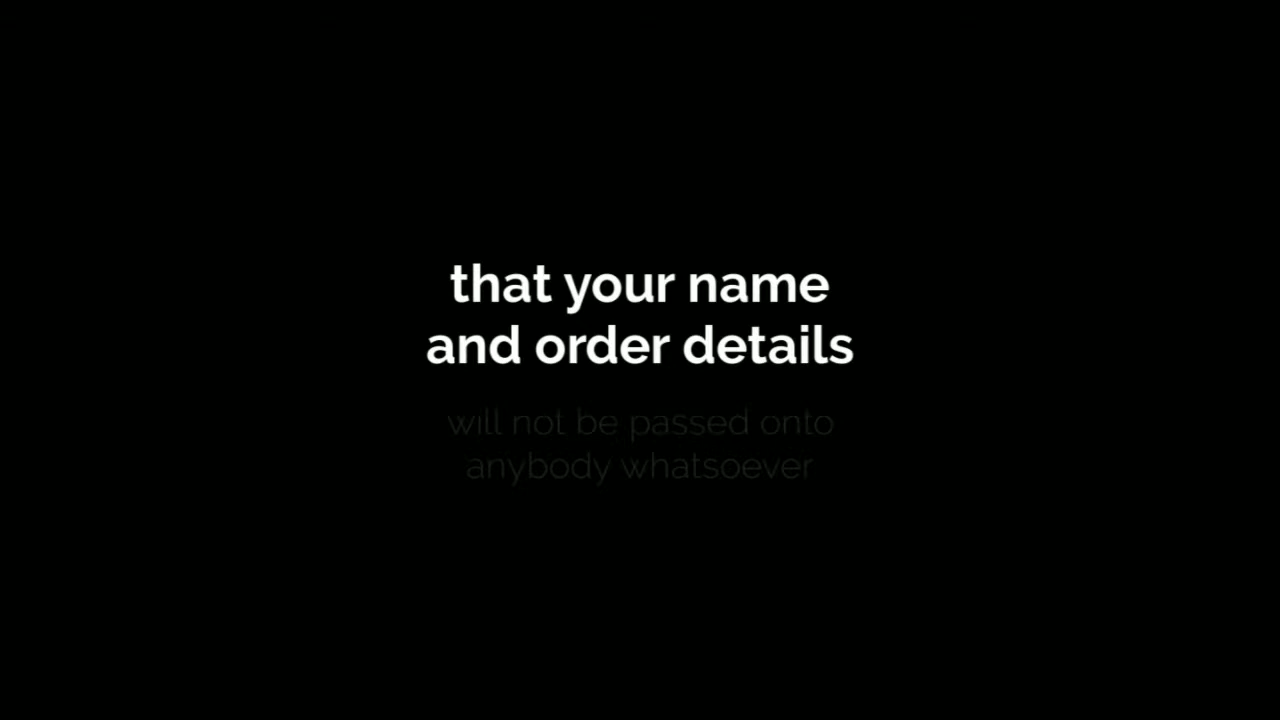 that your name
and order details
will not be passed onto
anybody whatsoever